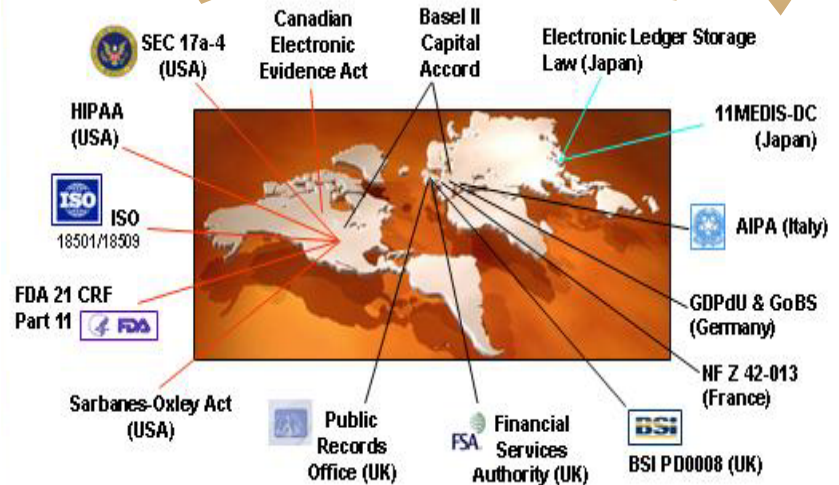 SEC 17a-4
(USA)
Canadian
Electronic
Evidence Act
Basel II
Capital
Accord
Electronic Ledger Storage
Law (Japan)
HIPAA
(USA)
11MEDIS-DC
(Japan)
ISO
ISO
18501/18509
AIPA (Italy)
FDA 21 CRF
Part 11
FDA
GDPdU & GoBS
(Germany)
NF Z 42-013
(France)
Sarbanes-Oxley Act
(USA)
Public
Records
Office (UK)
FSA
Financial
Services
Authority (UK)
BSI
BSI PD0008 (UK)